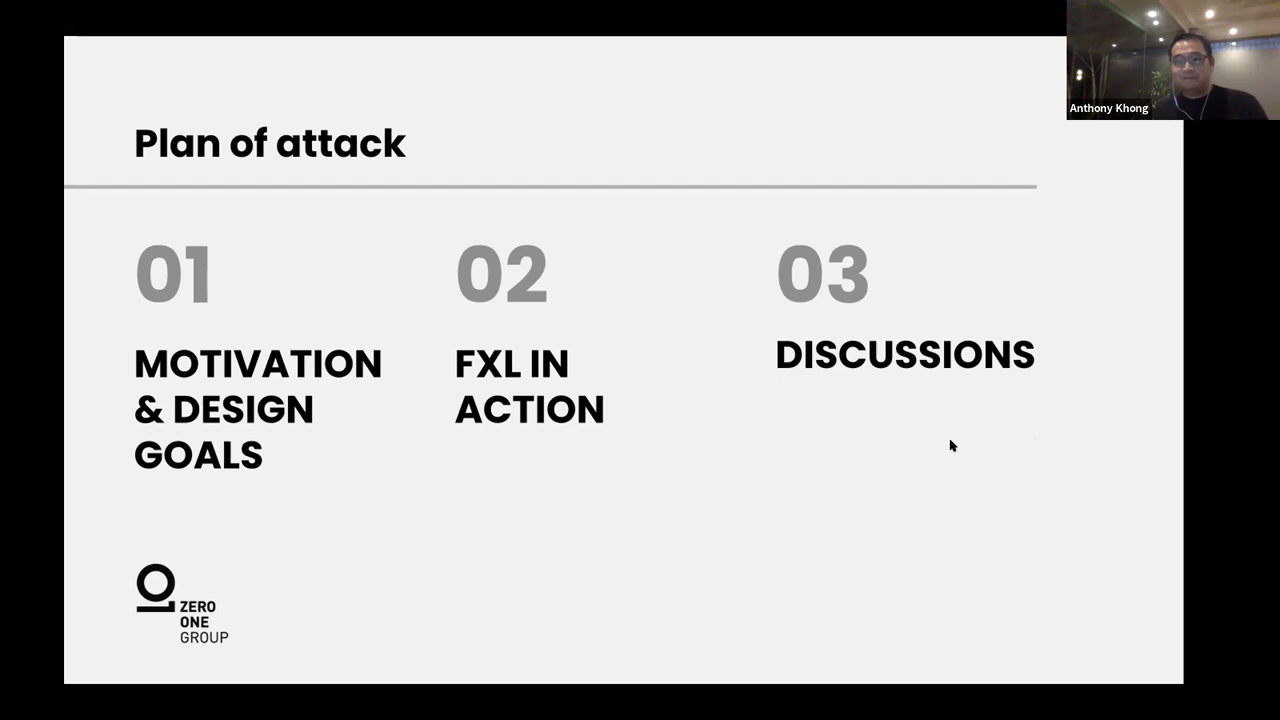 Anthony Khong
Plan of attack
01
MOTIVATION
& DESIGN
GOALS
02
FXL IN
ACTION
03
DISCUSSIONS
ZERO
ONE
GROUP